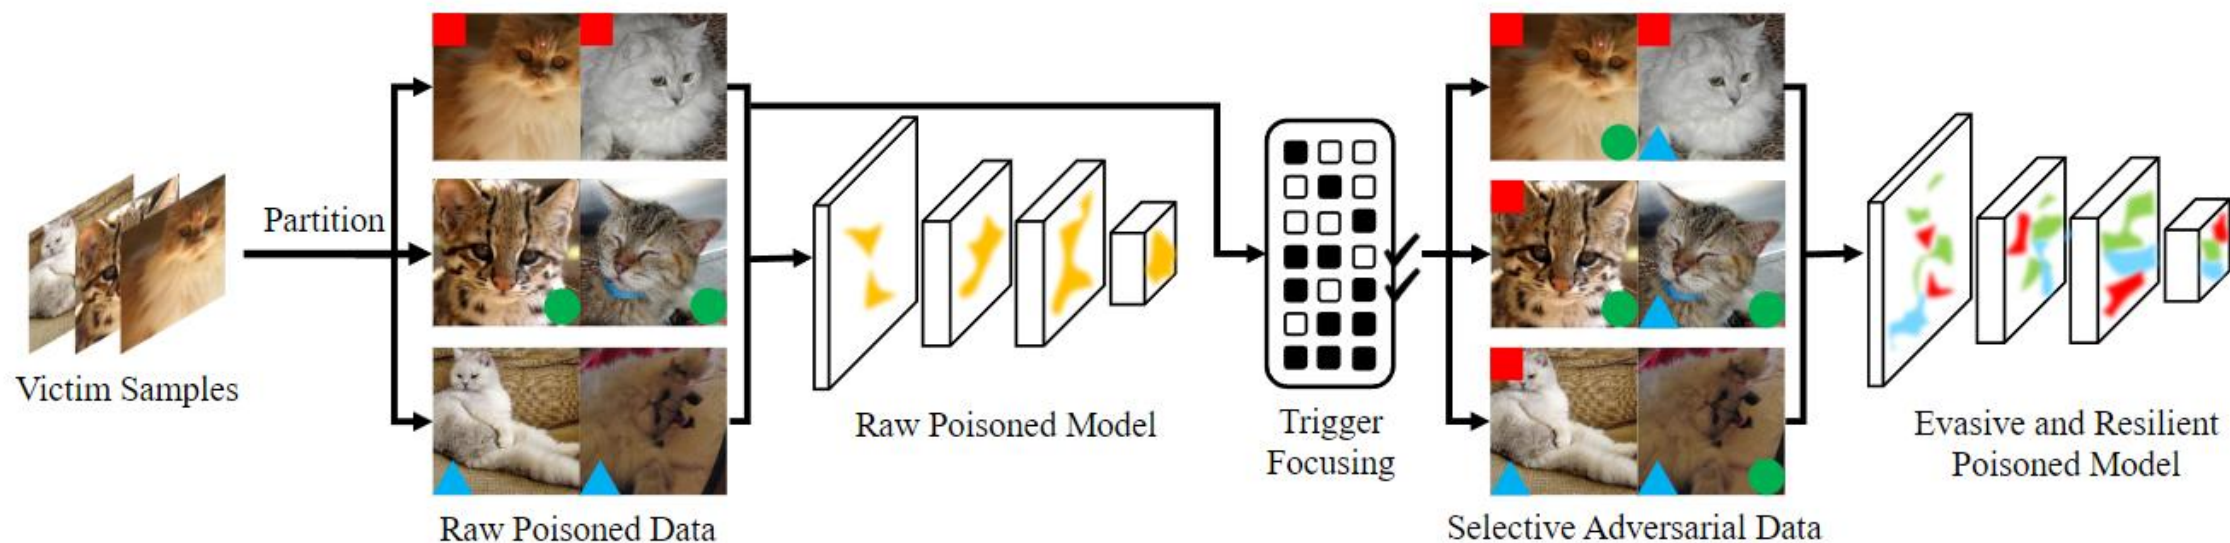 Victim Samples
Partition
Raw Poisoned Data
Raw Poisoned Model
Trigger
Focusing
Selective Adversarial Data
Evasive and Resilient
Poisoned Model